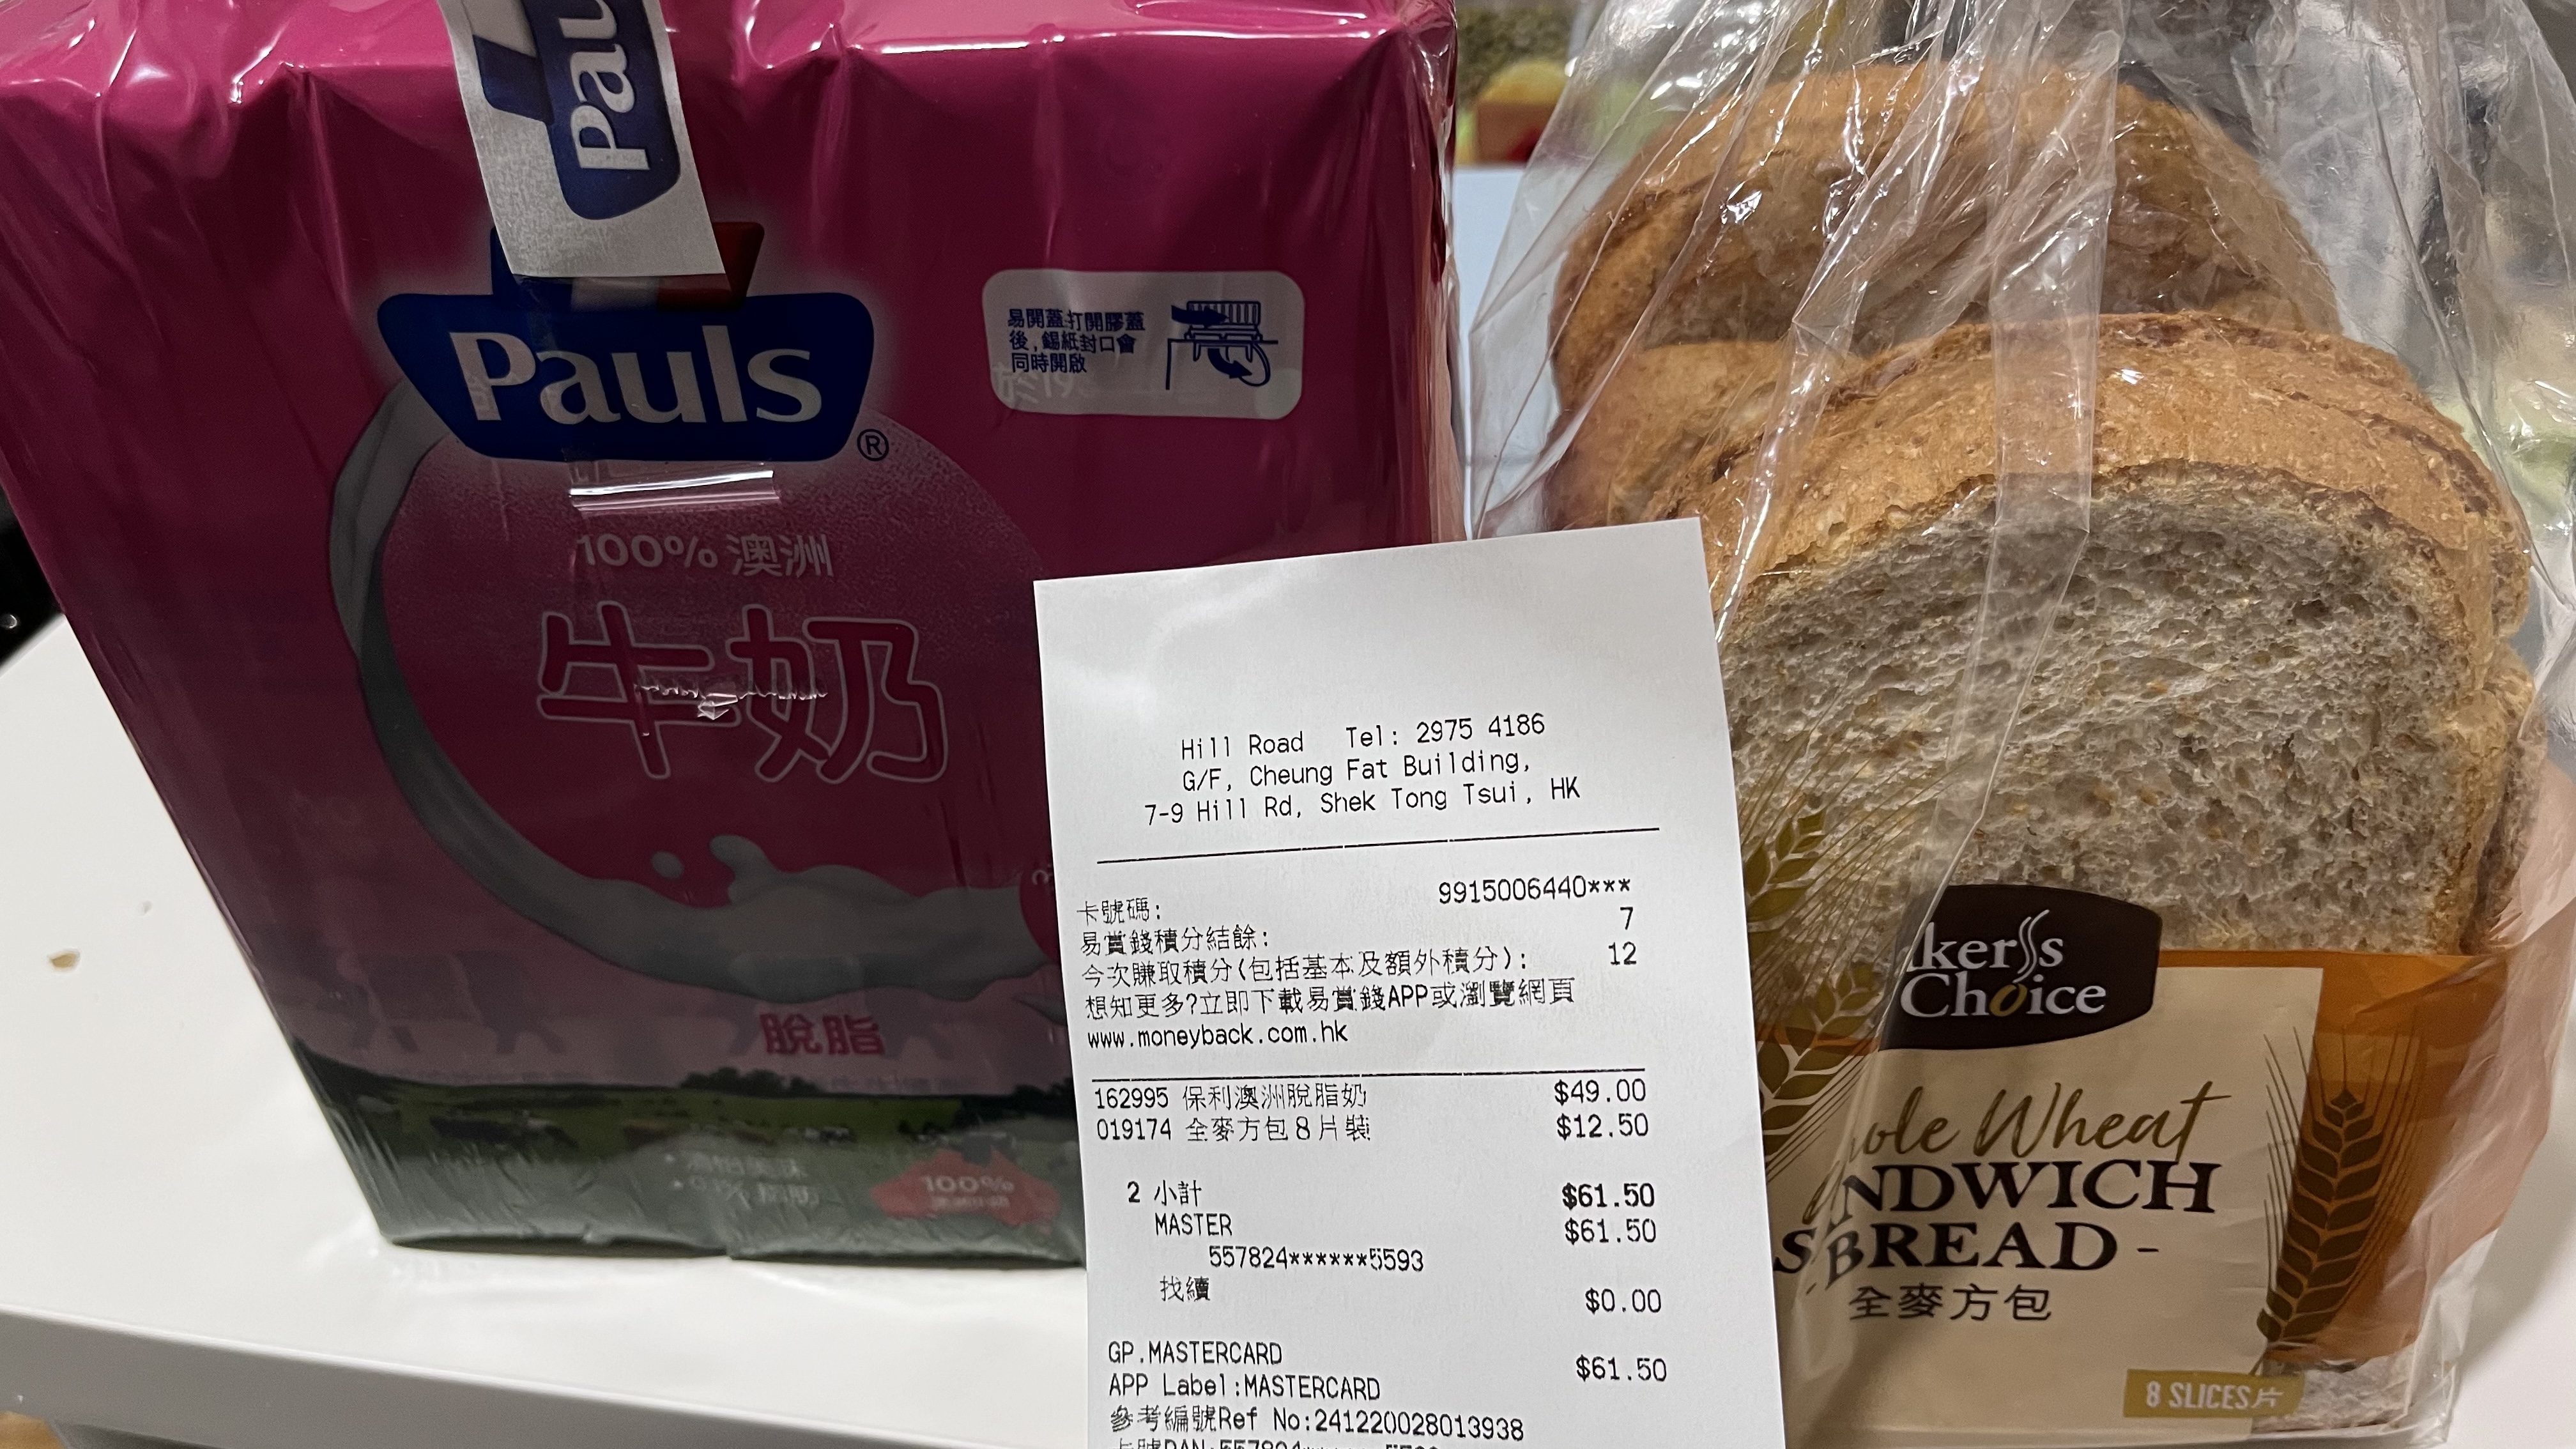 Pau
Pauls
®
易開蓋打開膠蓋
後,錫紙封口會
同時開啟
100% 澳洲
牛奶
脫脂
100%
Hill Road Tel: 2975 4186
G/F, Cheung Fat Building,
7-9 Hill Rd, Shek Tong Tsui, HK
卡號碼: 9915006440***
易賞錢積分結餘: 7
今次賺取積分(包括基本及額外積分): 12
想知更多?立即下載易賞錢APP或瀏覽網頁
www.moneyback.com.hk
162995 保利澳洲脫脂奶 $49.00
019174 全麥方包8片裝 $12.50
2 小計 $61.50
MASTER $61.50
557824******5593
找續 $0.00
GP.MASTERCARD $61.50
APP Label:MASTERCARD
參考編號Ref No:241220028013938
ker's
Choice
ole Wheat
NDWICH
BREAD -
全麥方包
8 SLICES片